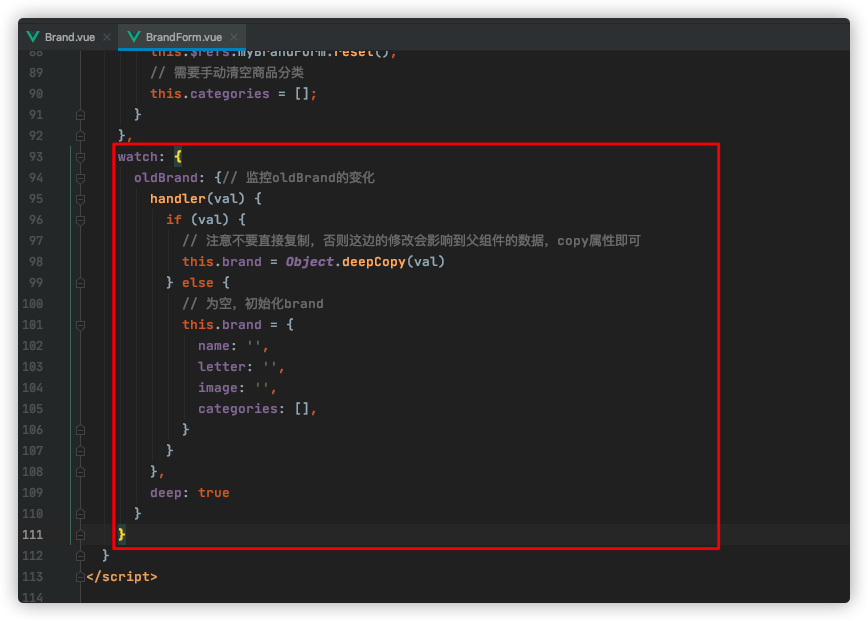 Brand.vue × BrandForm.vue ×
88 this.$refs.myBrandForm.reset();
89 // 需要手动清空商品分类
90 this.categories = [];
91 }
92 },
93 watch: {
94 oldBrand: {// 监控oldBrand的变化
95 handler(val) {
96 if (val) {
97 // 注意不要直接复制，否则这边的修改会影响到父组件的数据，copy属性即可
98 this.brand = Object.deepCopy(val)
99 } else {
100 // 为空，初始化brand
101 this.brand = {
102 name: '',
103 letter: '',
104 image: '',
105 categories: [],
106 }
107 }
108 },
109 deep: true
110 }
111 }
112 }
113 </script>
114